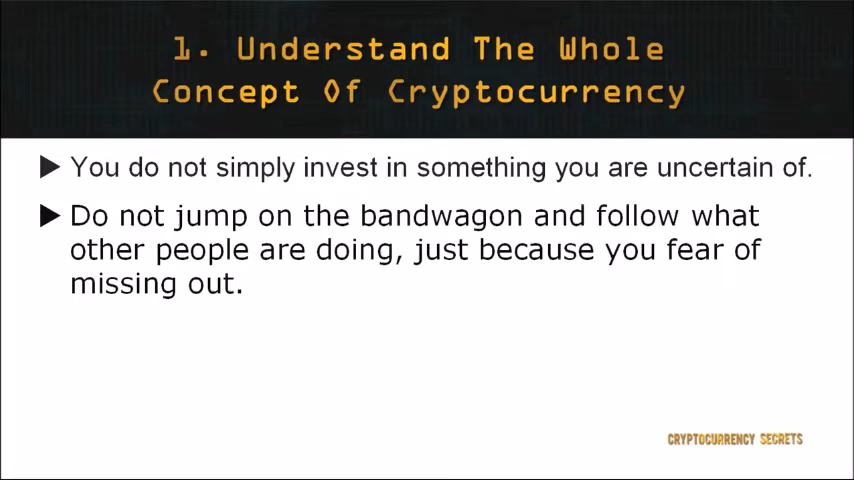 1. Understand The Whole
Concept Of Cryptocurrency
▶ You do not simply invest in something you are uncertain of.
▶ Do not jump on the bandwagon and follow what
other people are doing, just because you fear of
missing out.
CRYPTOCURRENCY SECRETS